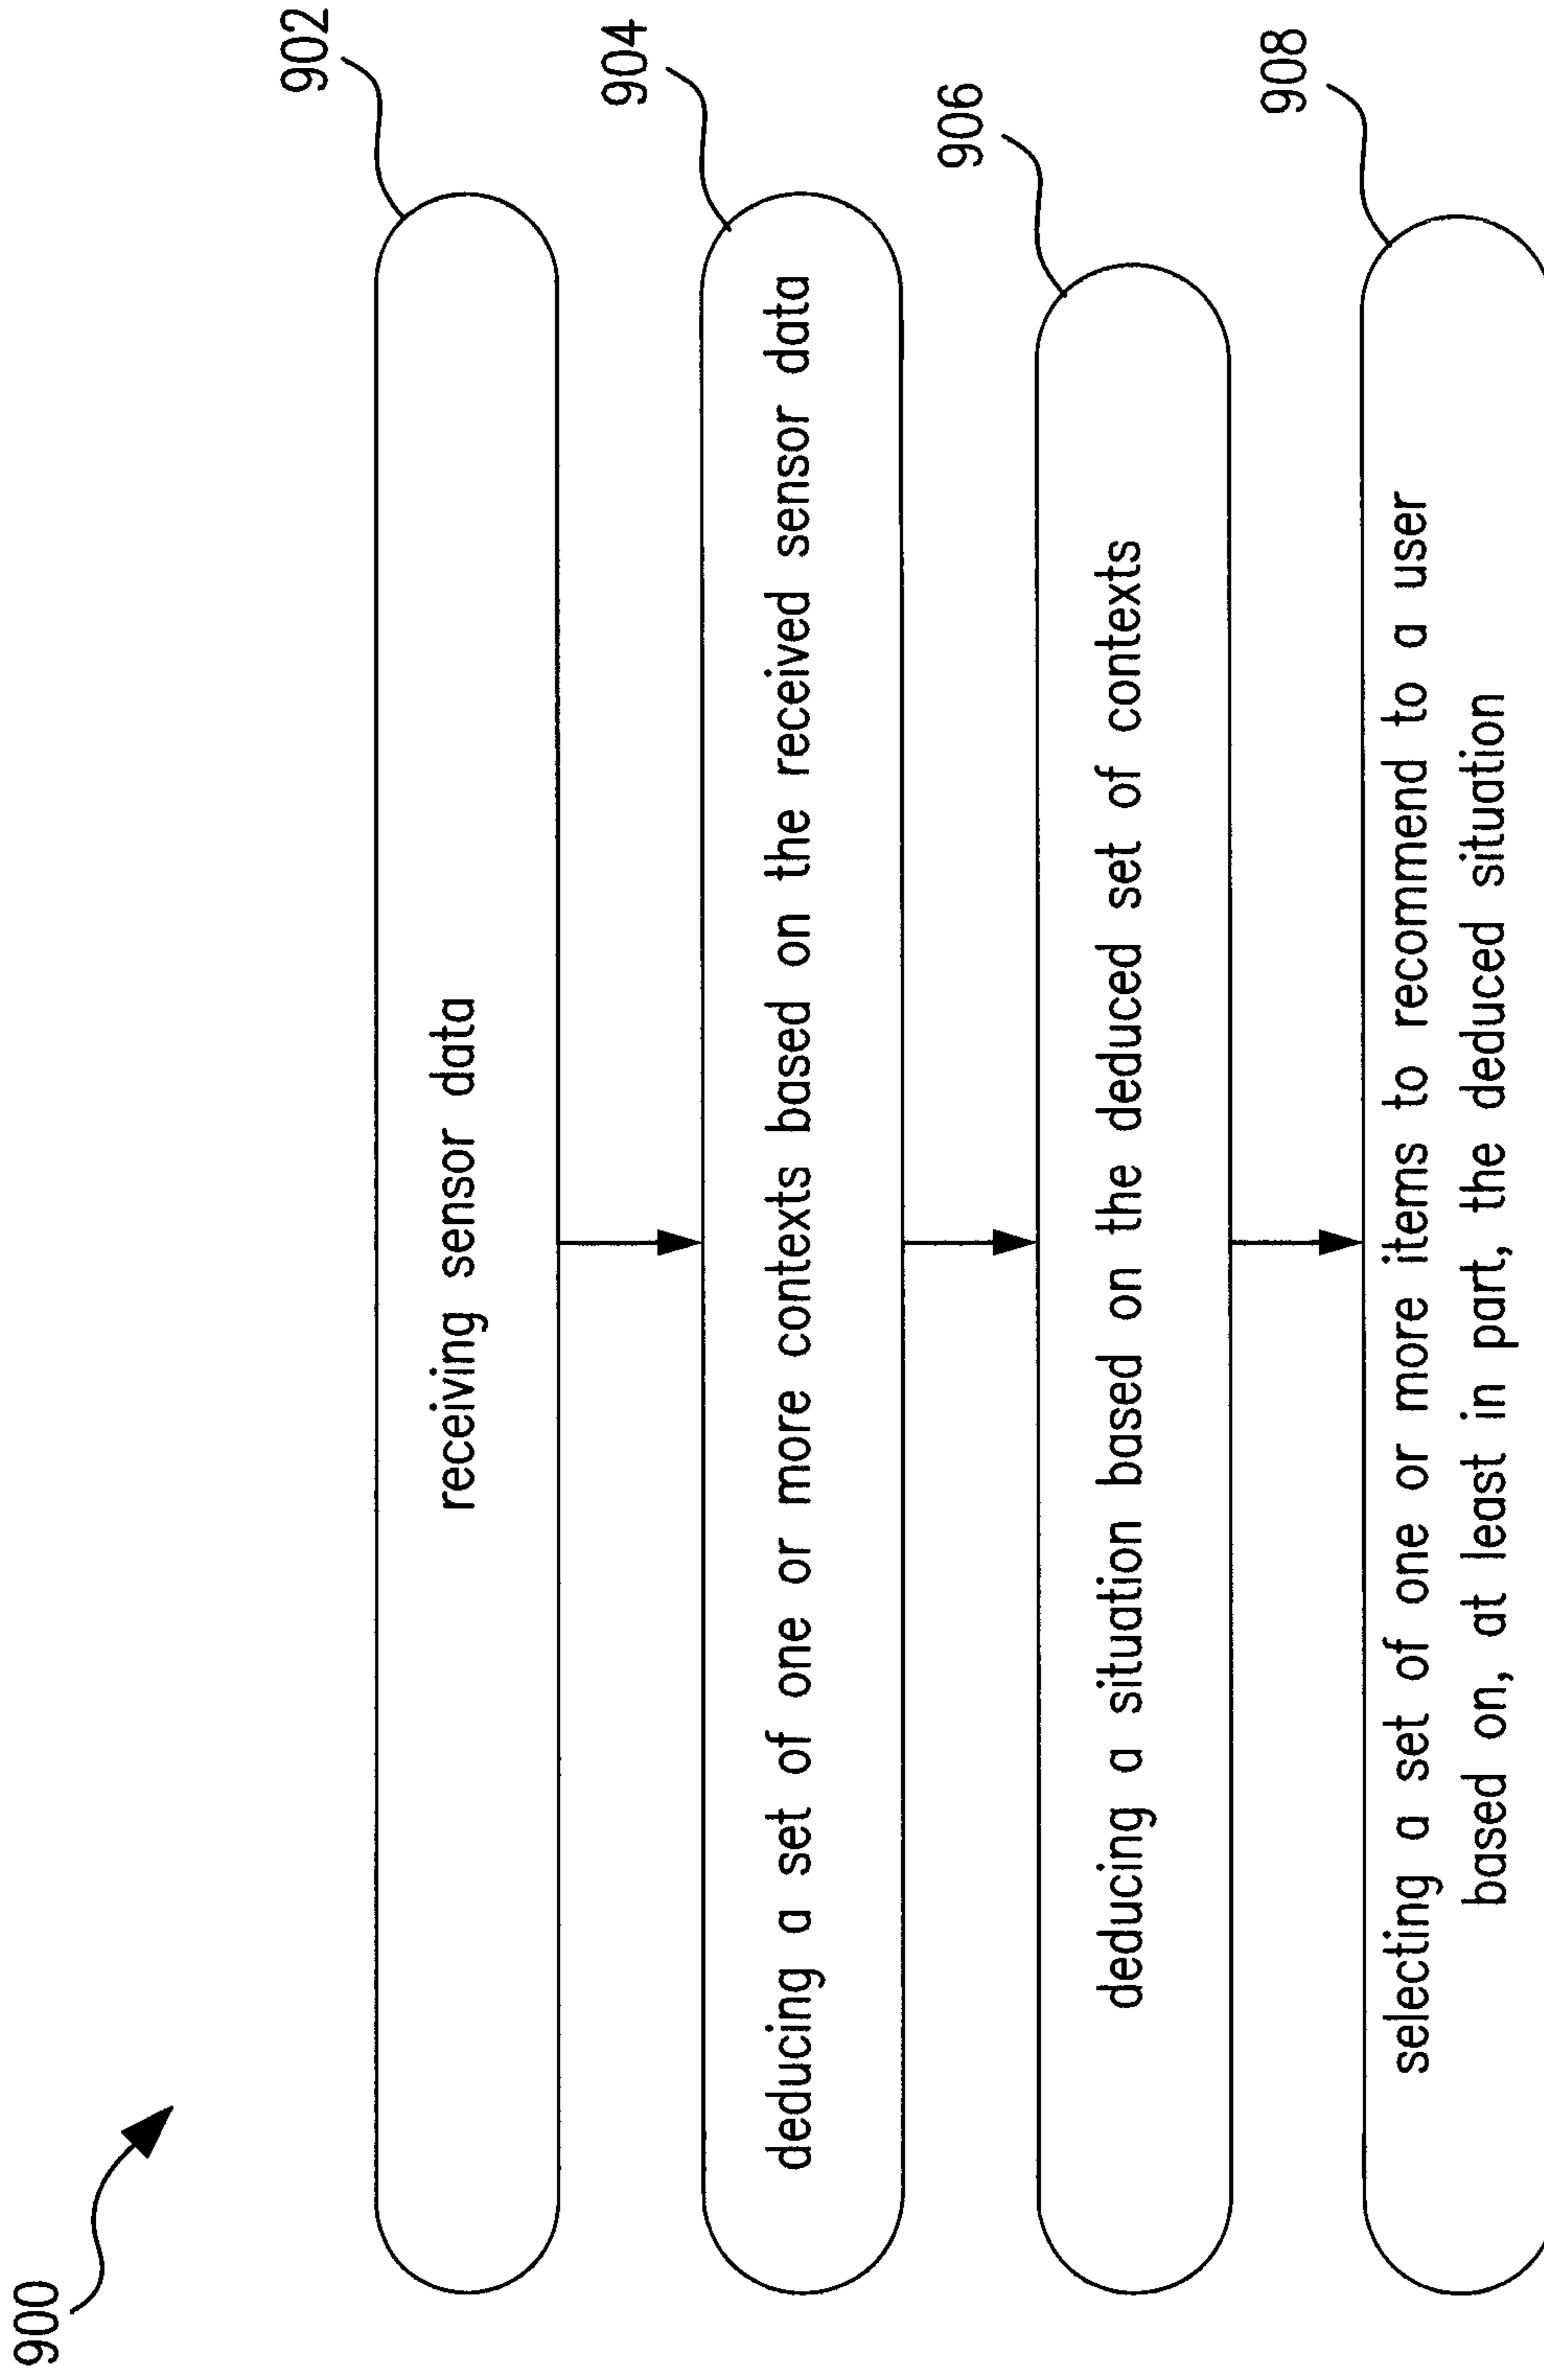 900
902
receiving sensor data
904
deducing a set of one or more contexts based on the received sensor data
906
deducing a situation based on the deduced set of contexts
908
selecting a set of one or more items to recommend to a user
based on, at least in part, the deduced situation